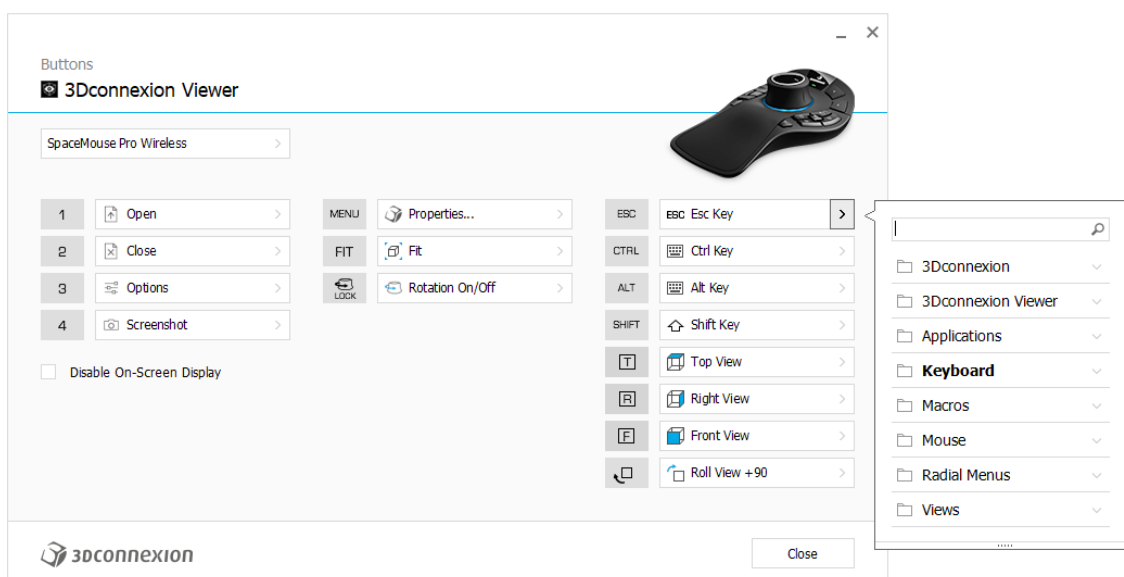 Buttons
3Dconnexion Viewer
SpaceMouse Pro Wireless
1 Open
2 Close
3 Options
4 Screenshot
Disable On-Screen Display
MENU Properties...
FIT Fit
LOCK Rotation On/Off
ESC ESC Esc Key
CTRL Ctrl Key
ALT Alt Key
SHIFT Shift Key
T Top View
R Right View
F Front View
Roll View +90
3Dconnexion
3Dconnexion Viewer
Applications
Keyboard
Macros
Mouse
Radial Menus
Views
3Dconnexion
Close